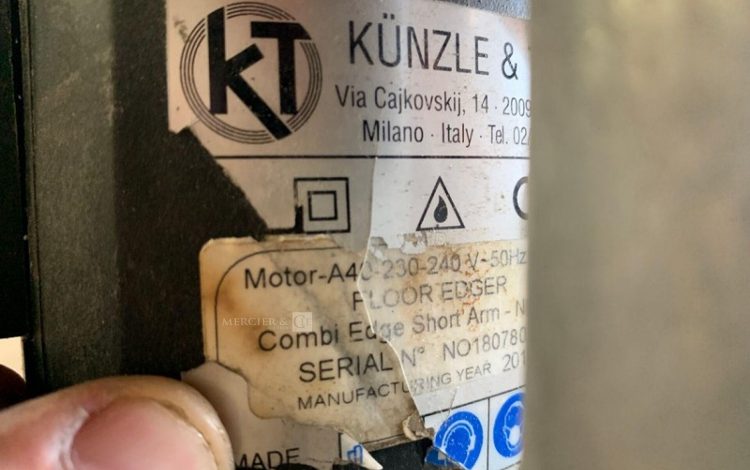 KT KÜNZLE &
Via Cajkovskij, 14 · 2009
Milano · Italy · Tel. 02
Motor-A40-230-240 V~50Hz
FLOOR EDGER
Combi Edge Short Arm - N
SERIAL N° NO180780
MANUFACTURING YEAR 201
MERCIER &
MADE